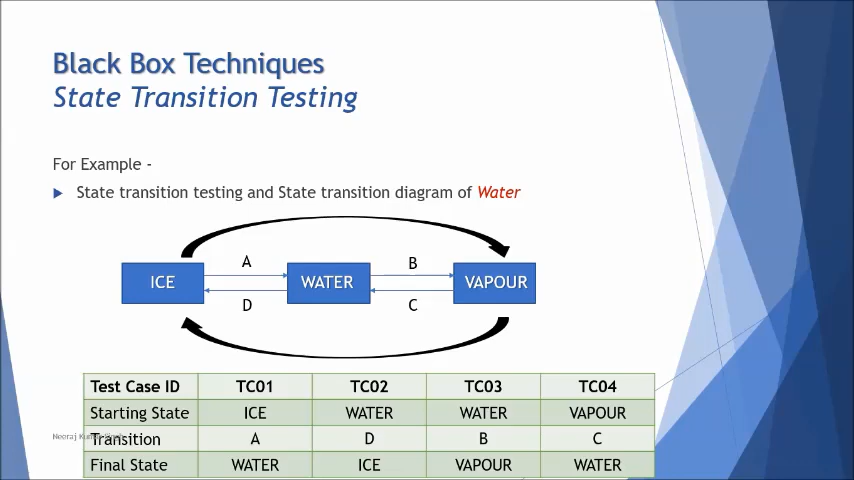 Black Box Techniques
State Transition Testing
For Example -
State transition testing and State transition diagram of Water
A B
ICE WATER VAPOUR
D C
Test Case ID TC01 TC02 TC03 TC04
Starting State ICE WATER WATER VAPOUR
Transition A D B C
Final State WATER ICE VAPOUR WATER
Neeraj